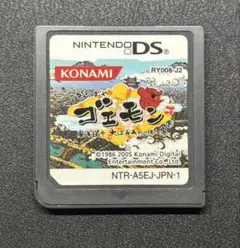 NINTENDO DS
RY008-J2
KONAMI
ゴエモン
©1986 2005 Konami Digital
Entertainment Co., Ltd.
NTR-A5EJ-JPN-1